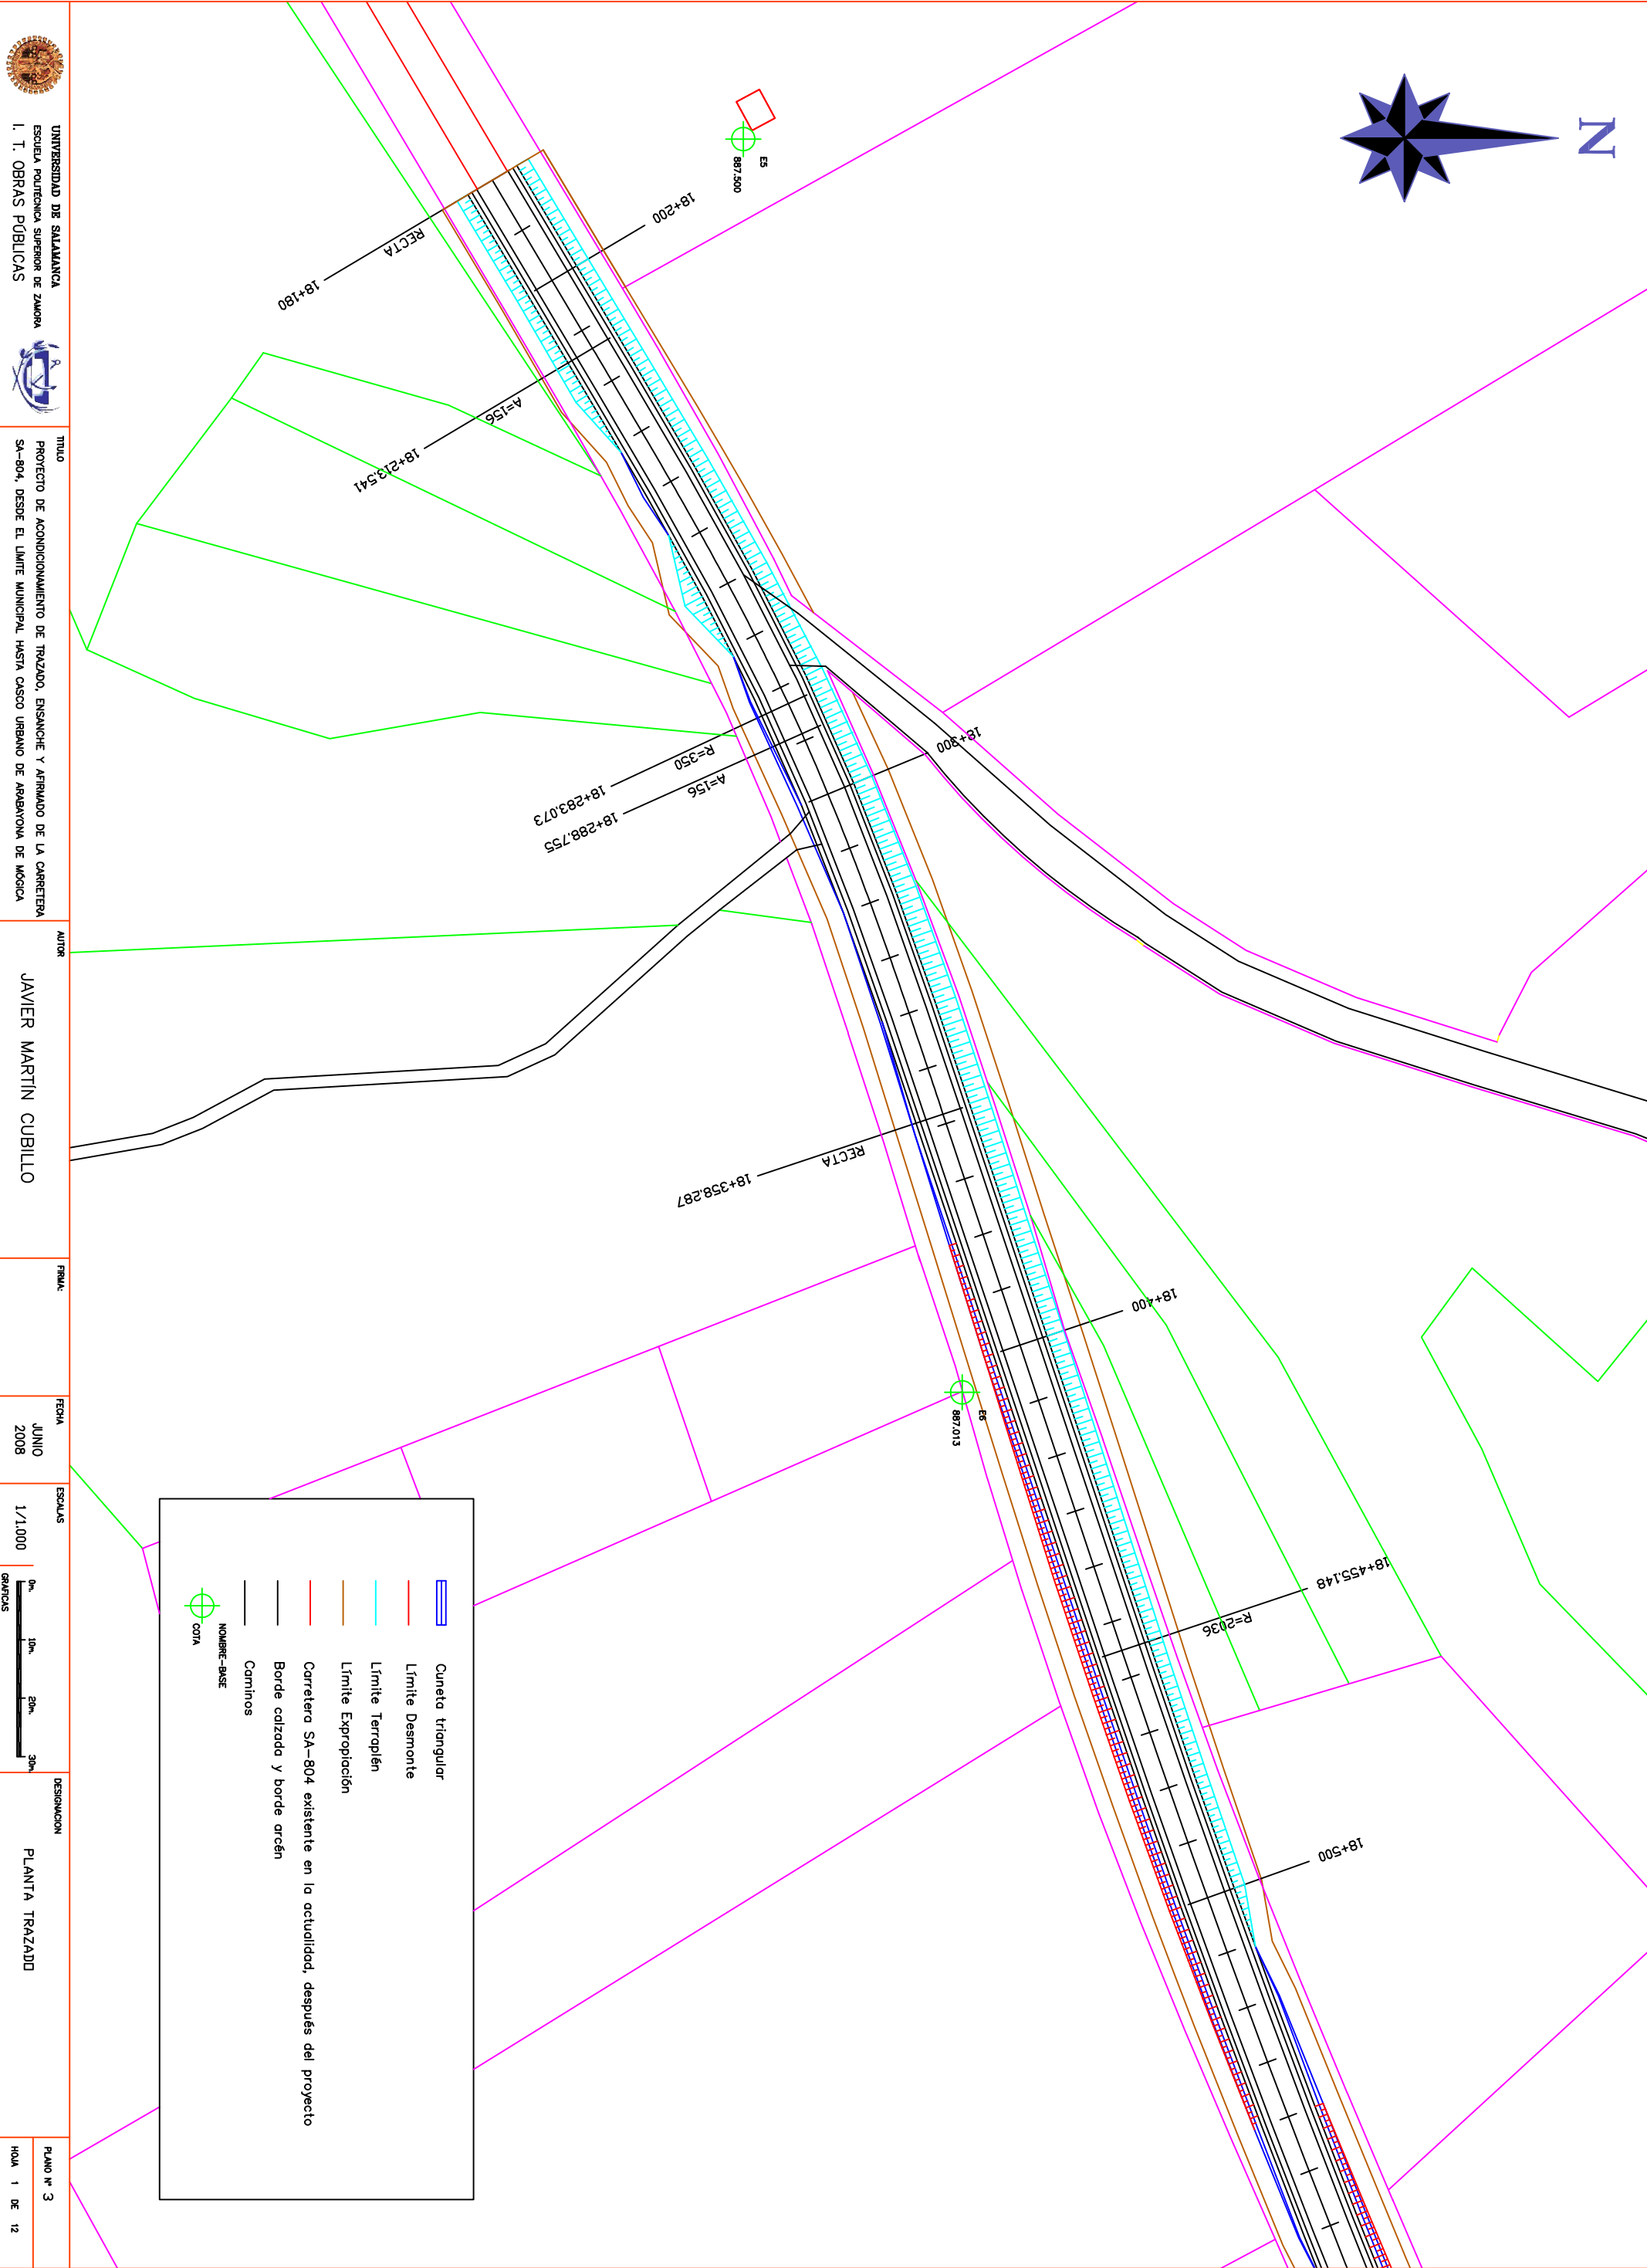 N
E5
887.500
18+200
RECTA
18+180
A=156
18+213.541
R=350
18+283.073
A=156
18+288.755
18+300
RECTA
18+358.287
18+400
E6
887.013
18+455.148
R=2036
18+500
Cuneta triangular
Límite Desmonte
Límite Terraplén
Límite Expropiación
Carretera SA-804 existente en la actualidad, después del proyecto
Borde calzada y borde arcén
Caminos
NOMBRE-BASE
COTA
UNIVERSIDAD DE SALAMANCA
ESCUELA POLITÉCNICA SUPERIOR DE ZAMORA
I. T. OBRAS PÚBLICAS
TITULO
PROYECTO DE ACONDICIONAMIENTO DE TRAZADO, ENSANCHE Y AFIRMADO DE LA CARRETERA
SA-804, DESDE EL LIMITE MUNICIPAL HASTA CASCO URBANO DE ARABAYONA DE MÓGICA
AUTOR
JAVIER MARTÍN CUBILLO
FIRMA:
FECHA
JUNIO
2008
ESCALAS
1/1.000
0m. 10m. 20m. 30m.
GRAFICAS
DESIGNACION
PLANTA TRAZADO
PLANO Nº 3
HOJA 1 DE 12